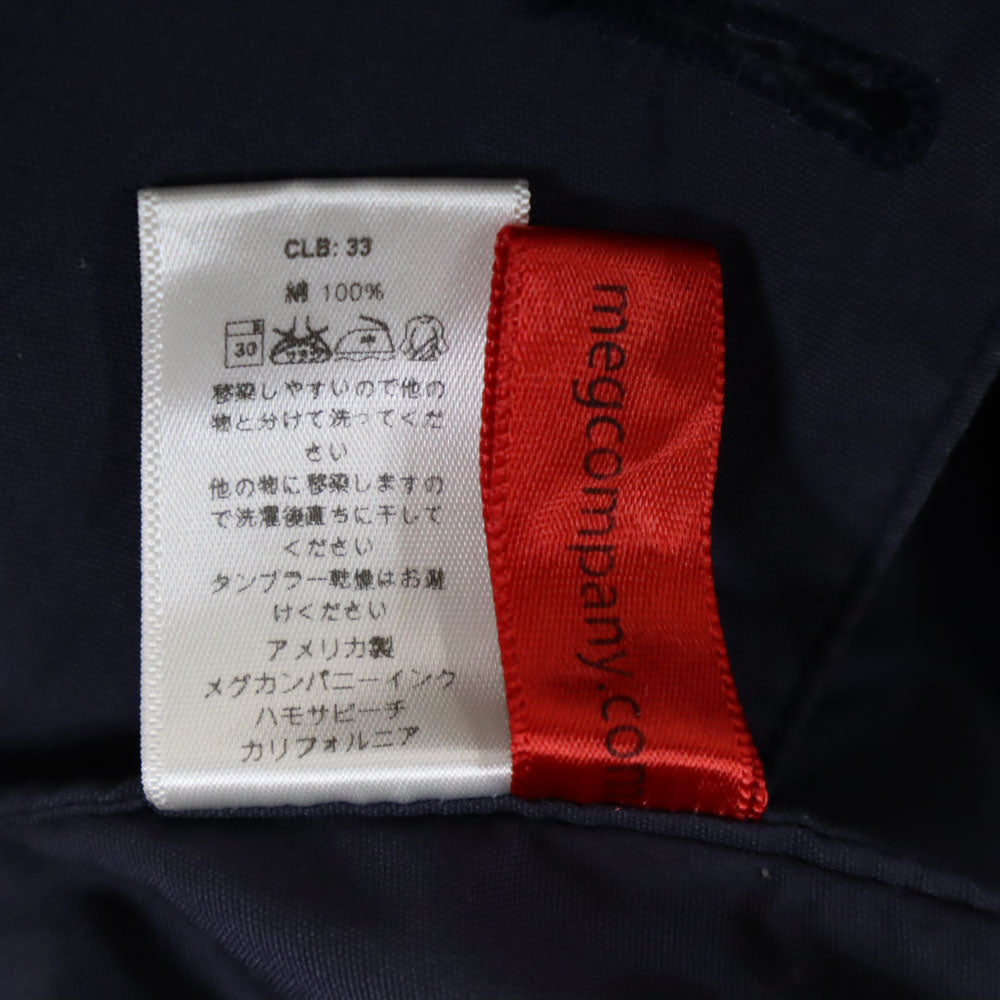 CLB: 33
綿 100%
30
移染しやすいので他の
物と分けて洗ってくだ
さい
他の物に移染しますの
で洗濯後直ちに干して
ください
タンブラー乾燥はお避
けください
アメリカ製
メグカンパニーインク
ハモサビーチ
カリフォルニア
megcompany.com